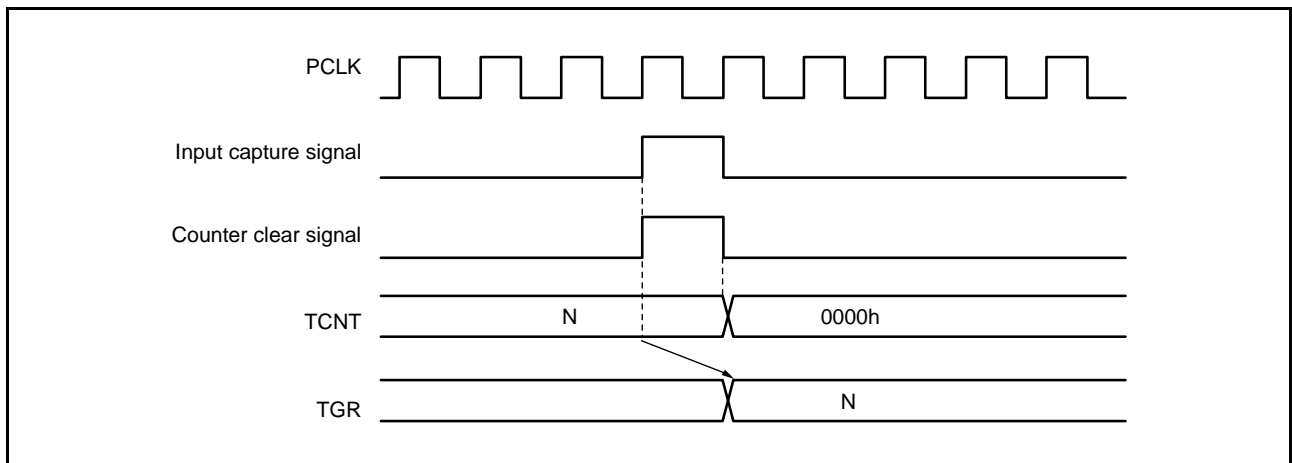 PCLK
Input capture signal
Counter clear signal
TCNT N 0000h
TGR N